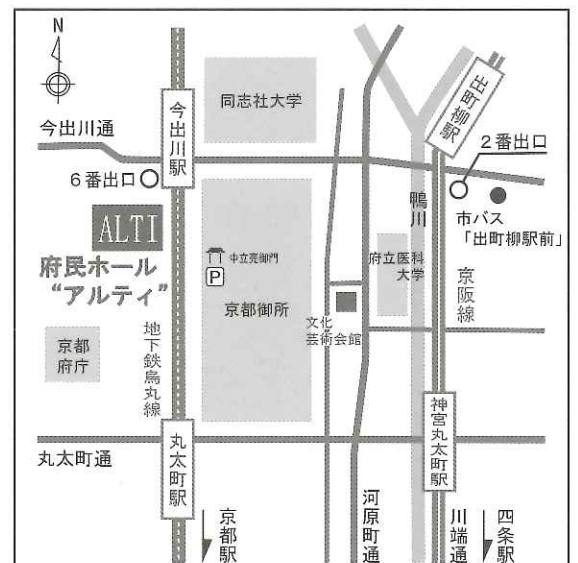 N
同志社大学
今出川通
今出川駅
出町柳駅
2番出口
6番出口
ALTI
府民ホール
“アルティ”
中立売御門
P
京都御所
鴨川
府立医科
大学
市バス
「出町柳駅前」
京阪線
文化
芸術会館
京都
府庁
地下鉄烏丸線
丸太町通
丸太町駅
神宮丸太町駅
京都駅
河原町通
川端通
四条駅